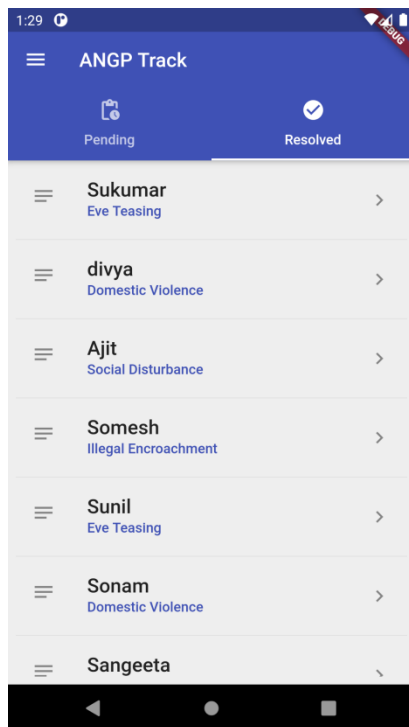 1:29
DEBUG
ANGP Track
Pending
Resolved
Sukumar
Eve Teasing
divya
Domestic Violence
Ajit
Social Disturbance
Somesh
Illegal Encroachment
Sunil
Eve Teasing
Sonam
Domestic Violence
Sangeeta